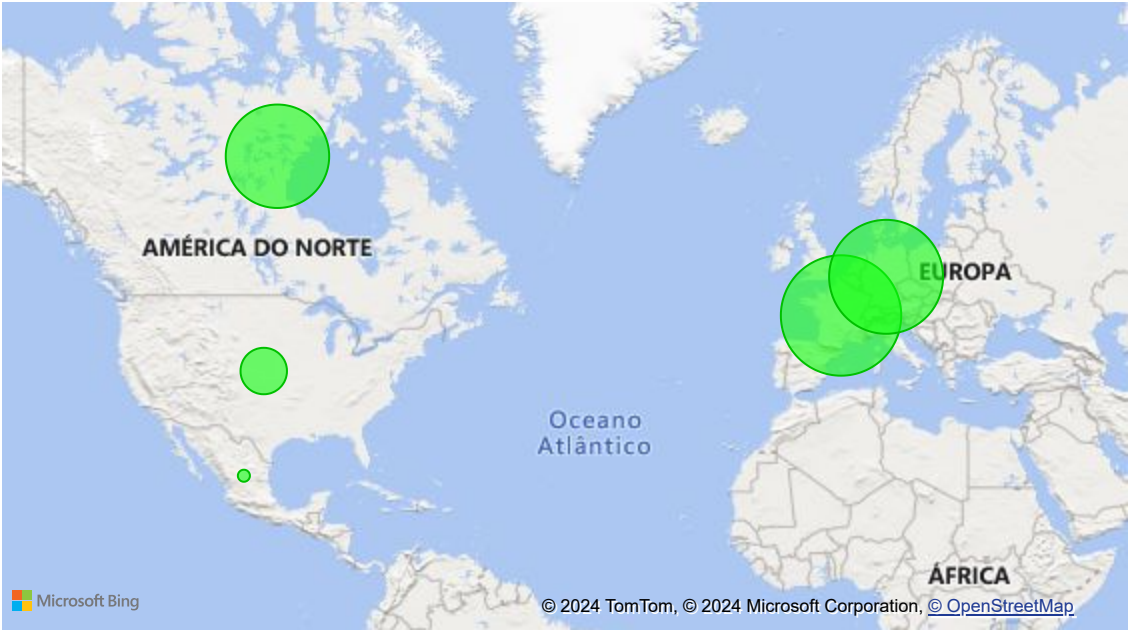 AMÉRICA DO NORTE
EUROPA
Oceano
Atlântico
ÁFRICA
Microsoft Bing
© 2024 TomTom, © 2024 Microsoft Corporation, © OpenStreetMap